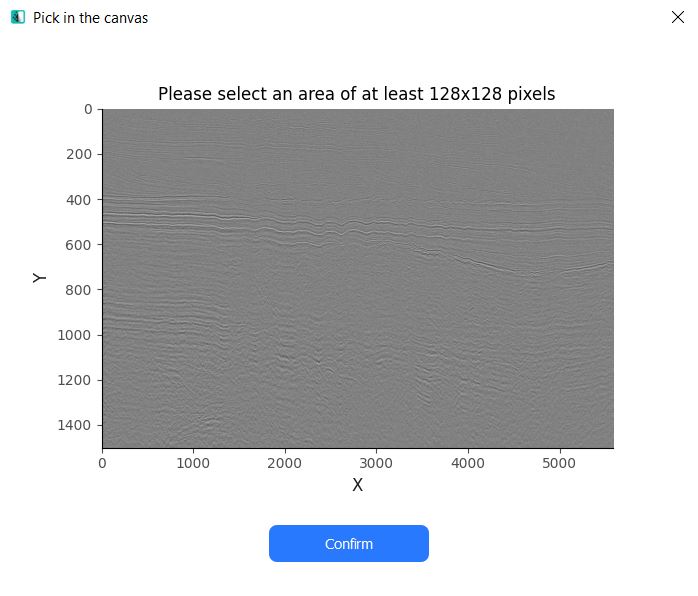 Pick in the canvas
Please select an area of at least 128x128 pixels
0
200
400
600
800
1000
1200
1400
Y
0 1000 2000 3000 4000 5000
X
Confirm